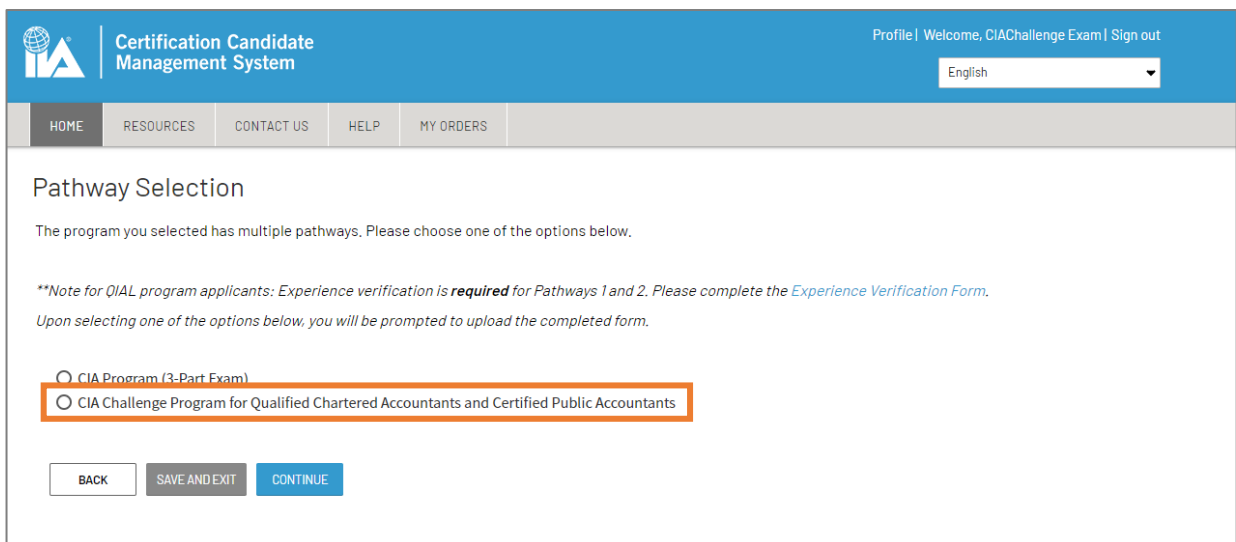 IIA
Certification Candidate
Management System
Profile | Welcome, CIAChallenge Exam | Sign out
English
HOME RESOURCES CONTACT US HELP MY ORDERS
Pathway Selection
The program you selected has multiple pathways. Please choose one of the options below.
**Note for QIAL program applicants: Experience verification is required for Pathways 1 and 2. Please complete the Experience Verification Form.
Upon selecting one of the options below, you will be prompted to upload the completed form.
CIA Program (3-Part Exam)
CIA Challenge Program for Qualified Chartered Accountants and Certified Public Accountants
BACK SAVE AND EXIT CONTINUE